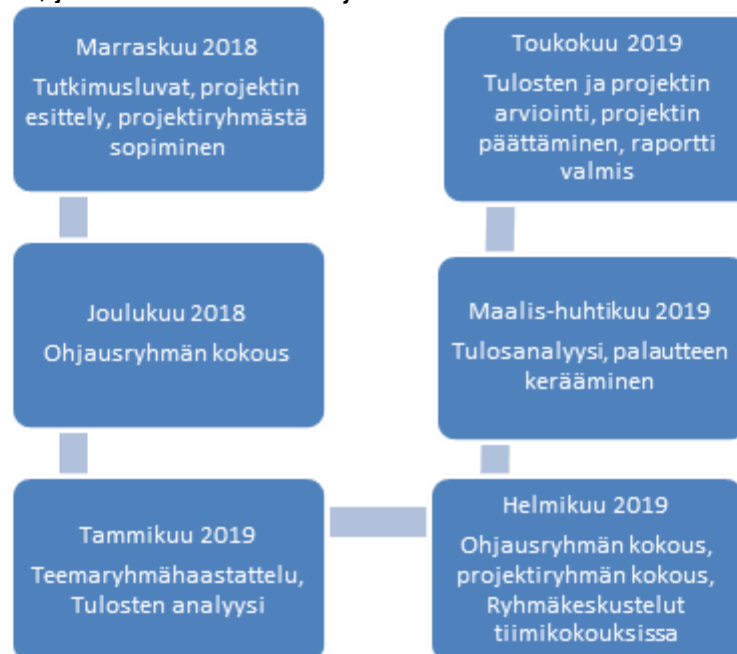 Marraskuu 2018
Tutkimusluvat, projektin
esittely, projektiryhmästä
sopiminen
Joulukuu 2018
Ohjausryhmän kokous
Tammikuu 2019
Teemaryhmähaastattelu,
Tulosten analyysi
Helmikuu 2019
Ohjausryhmän kokous,
projektiryhmän kokous,
Ryhmäkeskustelut
tiimikokouksissa
Maalis-huhtikuu 2019
Tulosanalyysi, palautteen
kerääminen
Toukokuu 2019
Tulosten ja projektin
arviointi, projektin
päättäminen, raportti
valmis